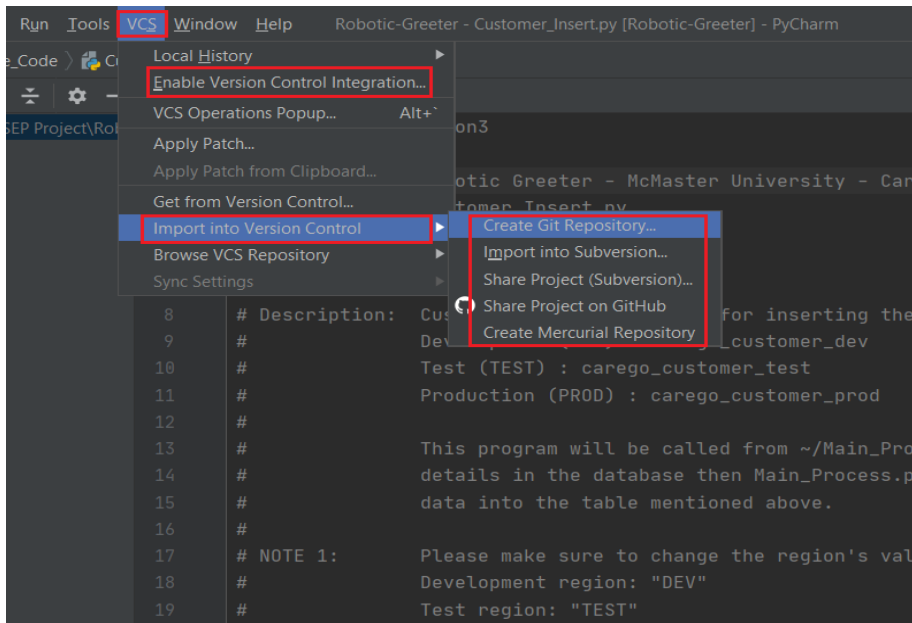 Run Tools VCS Window Help Robotic-Greeter - Customer_Insert.py [Robotic-Greeter] - PyCharm
e_Code
Local History
Enable Version Control Integration...
VCS Operations Popup... Alt+`
on3
SEP Project\Ro
Apply Patch...
Apply Patch from Clipboard...
otic Greeter - McMaster University - Car
Get from Version Control...
tomer_Insert.py
Import into Version Control
Create Git Repository...
Browse VCS Repository
Import into Subversion...
Sync Settings
Share Project (Subversion)...
Share Project on GitHub
8 # Description: Cus for inserting the
Create Mercurial Repository
9 # Dev carego_customer_dev
10 # Test (TEST) : carego_customer_test
11 # Production (PROD) : carego_customer_prod
12 #
13 # This program will be called from ~/Main_Pro
14 # details in the database then Main_Process.p
15 # data into the table mentioned above.
16 #
17 # NOTE 1: Please make sure to change the region's val
18 # Development region: "DEV"
19 # Test region: "TEST"